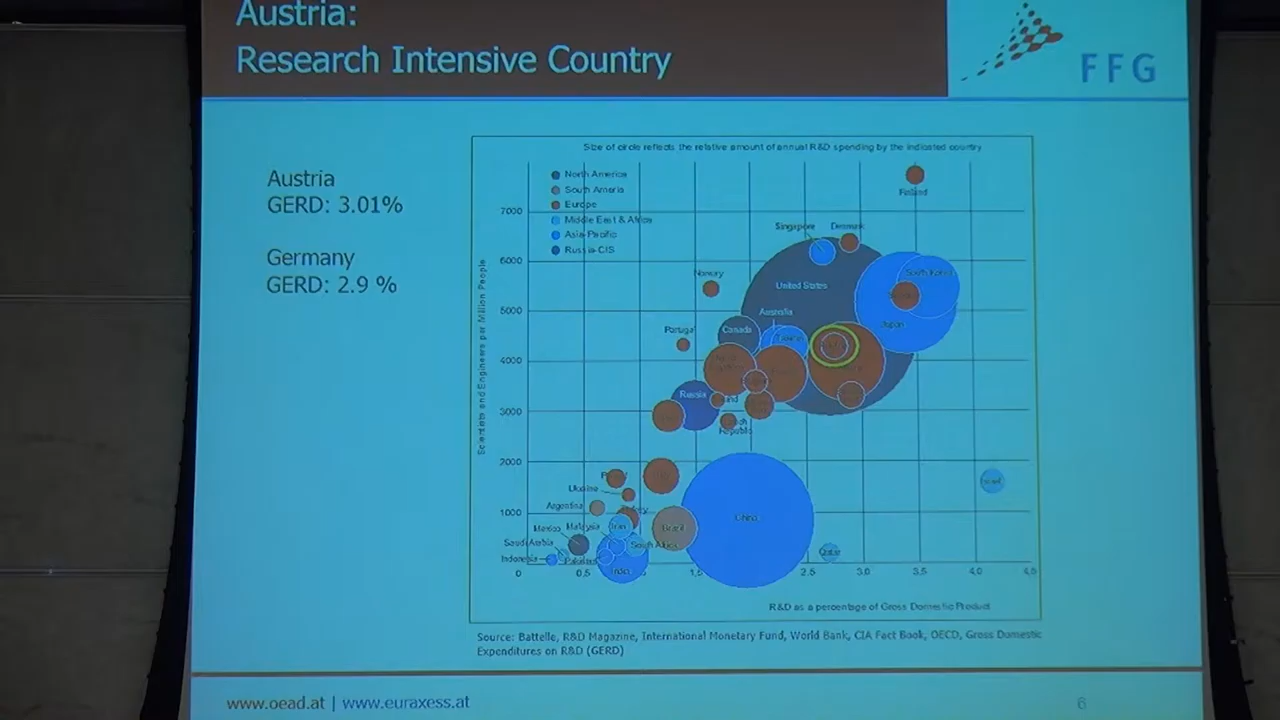 Austria:
Research Intensive Country
FFG
Austria
GERD: 3.01%
Germany
GERD: 2.9 %
Size of circle reflects the relative amount of annual R&D spending by the indicated country
North America
South America
Europe
Middle East & Africa
Asia-Pacific
Russia-CIS
Finland
7000
Singapore
Denmark
6000
South Korea
Norway
United States
5000
Australia
Japan
Portugal
Canada
4000
Russia
3000
Czech
Republic
2000
Ukraine
Israel
Argentina
1000
China
Brazil
Mexico
Malaysia
Iran
Saudi Arabia
South Africa
Qatar
Indonesia
Pakistan
India
0
0,5
1,5
2,5
3,0
3,5
4,0
4,5
Scientists and Engineers per Million People
R&D as a percentage of Gross Domestic Product
Source: Battelle, R&D Magazine, International Monetary Fund, World Bank, CIA Fact Book, OECD, Gross Domestic
Expenditures on R&D (GERD)
www.oead.at | www.euraxess.at
6